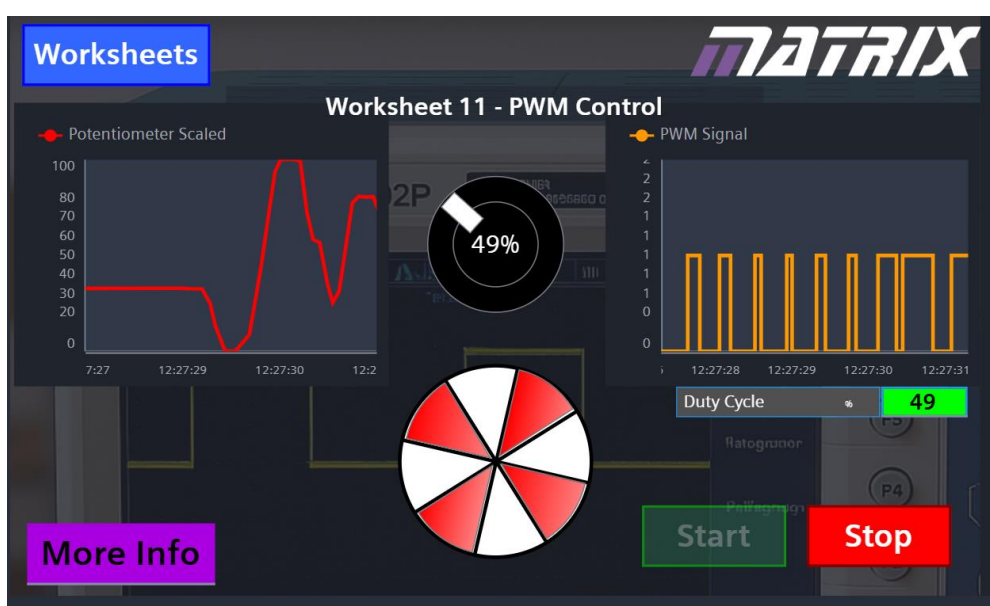 Worksheets
MATRIX
Worksheet 11 - PWM Control
Potentiometer Scaled
100
80
70
60
50
40
30
20
0
7:27 12:27:29 12:27:30 12:2
2P
49%
PWM Signal
2
2
2
1
1
1
1
1
0
0
12:27:28 12:27:29 12:27:30 12:27:31
Duty Cycle % 49
P4
Start
Stop
More Info